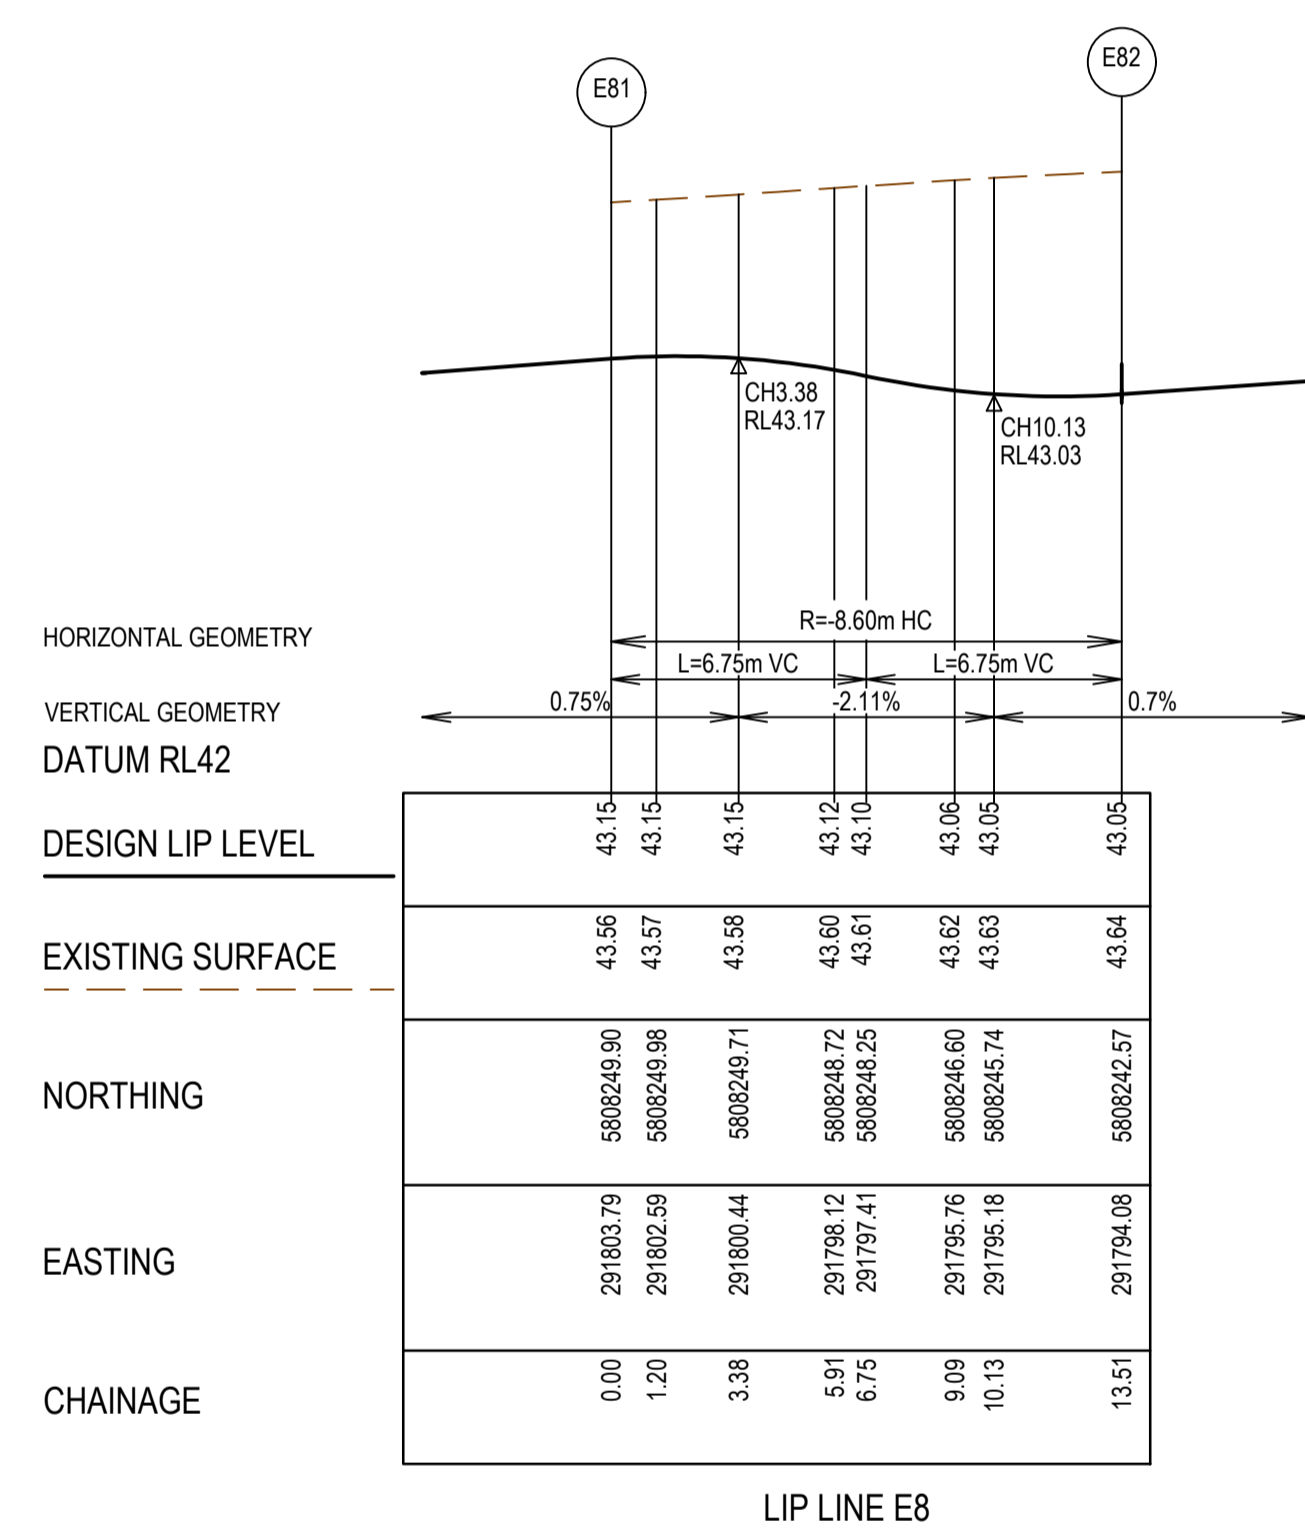 E81
E82
CH3.38
RL43.17
CH10.13
RL43.03
HORIZONTAL GEOMETRY
R=-8.60m HC
L=6.75m VC
L=6.75m VC
VERTICAL GEOMETRY
0.75%
-2.11%
0.7%
DATUM RL42
DESIGN LIP LEVEL
43.15
43.15
43.15
43.12
43.10
43.06
43.05
43.05
EXISTING SURFACE
43.56
43.57
43.58
43.60
43.61
43.62
43.63
43.64
NORTHING
5808249.90
5808249.98
5808249.71
5808248.72
5808248.25
5808246.60
5808245.74
5808242.57
EASTING
291803.79
291802.59
291800.44
291798.12
291797.41
291795.76
291795.18
291794.08
CHAINAGE
0.00
1.20
3.38
5.91
6.75
9.09
10.13
13.51
LIP LINE E8